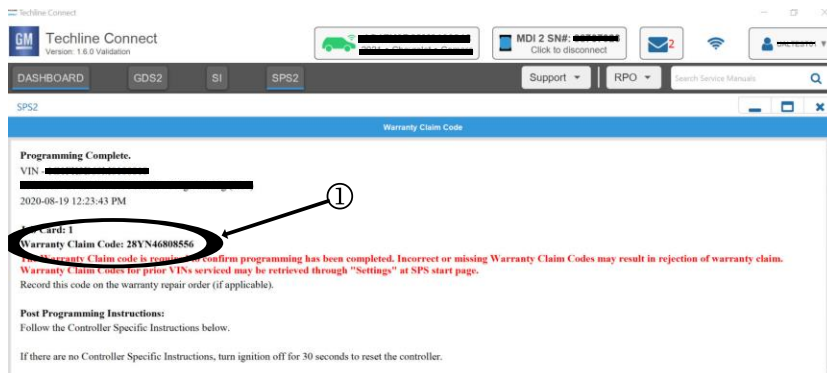 Techline Connect
GM
Techline Connect
Version: 1.6.0 Validation
MDI 2 SN#:
Click to disconnect
2
DASHBOARD GDS2 SI SPS2 Support RPO Search Service Manuals
SPS2
Warranty Claim Code
Programming Complete.
VIN -
2020-08-19 12:23:43 PM
1
Job Card: 1
Warranty Claim Code: 28YN46808556
The Warranty Claim code is required to confirm programming has been completed. Incorrect or missing Warranty Claim Codes may result in rejection of warranty claim.
Warranty Claim Codes for prior VINs serviced may be retrieved through "Settings" at SPS start page.
Record this code on the warranty repair order (if applicable).
Post Programming Instructions:
Follow the Controller Specific Instructions below.
If there are no Controller Specific Instructions, turn ignition off for 30 seconds to reset the controller.